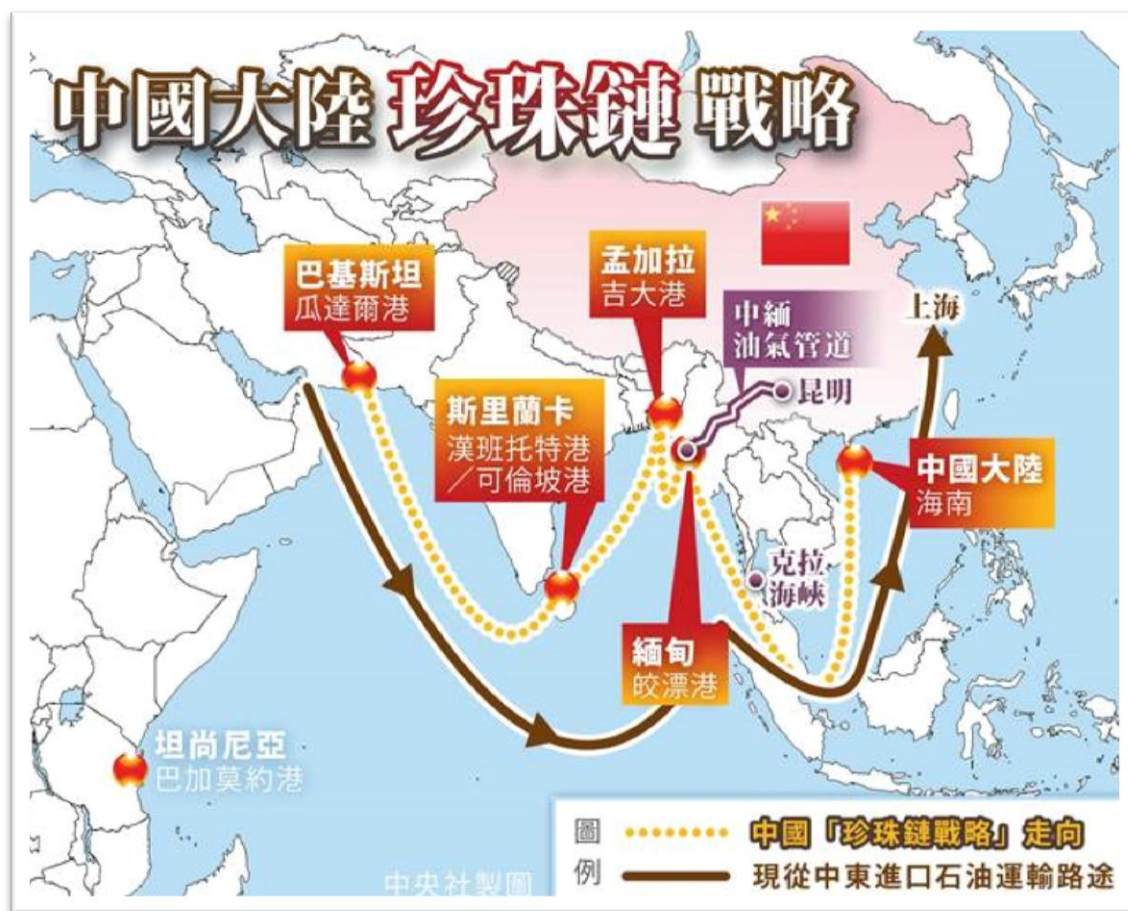 中國大陸珍珠鏈戰略
巴基斯坦
瓜達爾港
孟加拉
吉大港
中緬
油氣管道
上海
昆明
斯里蘭卡
漢班托特港
／可倫坡港
中國大陸
海南
克拉
海峽
緬甸
皎漂港
坦尚尼亞
巴加莫約港
圖例
中國「珍珠鏈戰略」走向
現從中東進口石油運輸路途
中央社製圖